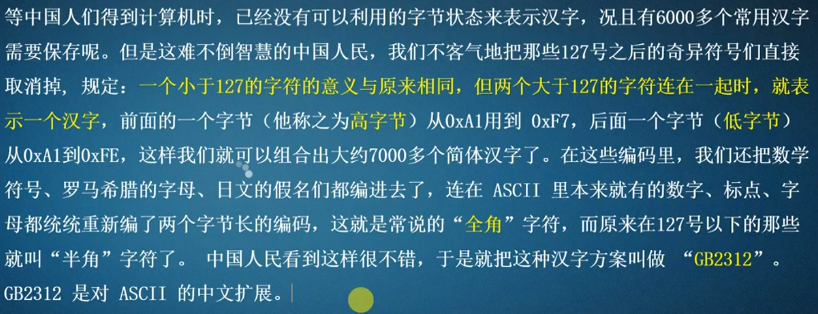 等中国人们得到计算机时，已经没有可以利用的字节状态来表示汉字，况且有6000多个常用汉字
需要保存呢。但是这难不倒智慧的中国人民，我们不客气地把那些127号之后的奇异符号们直接
取消掉，规定：一个小于127的字符的意义与原来相同，但两个大于127的字符连在一起时，就表
示一个汉字，前面的一个字节（他称之为高字节）从0xA1用到 0xF7，后面一个字节（低字节）
从0xA1到0xFE，这样我们就可以组合出大约7000多个简体汉字了。在这些编码里，我们还把数学
符号、罗马希腊的字母、日文的假名们都编进去了，连在 ASCII 里本来就有的数字、标点、字
母都统统重新编了两个字节长的编码，这就是常说的“全角”字符，而原来在127号以下的那些
就叫“半角”字符了。 中国人民看到这样很不错，于是就把这种汉字方案叫做 “GB2312”。
GB2312 是对 ASCII 的中文扩展。